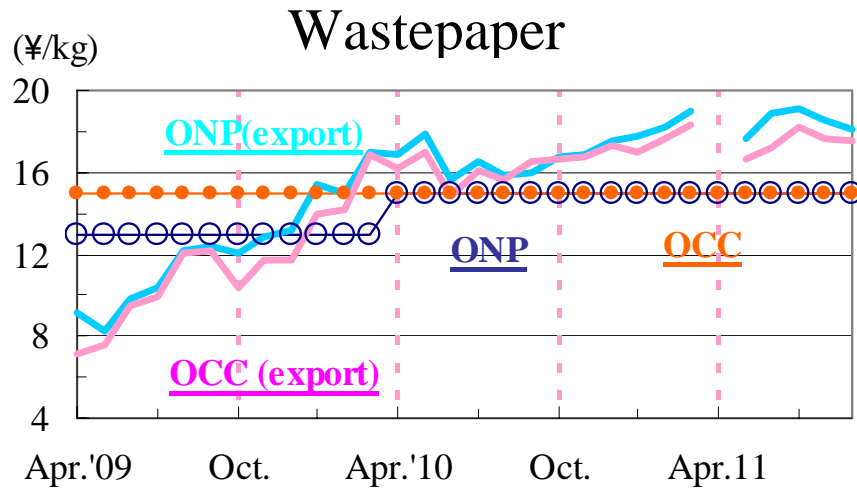 Wastepaper
(¥/kg)
20
16
12
8
4
ONP(export)
ONP
OCC
OCC (export)
Apr.'09 Oct. Apr.'10 Oct. Apr.11